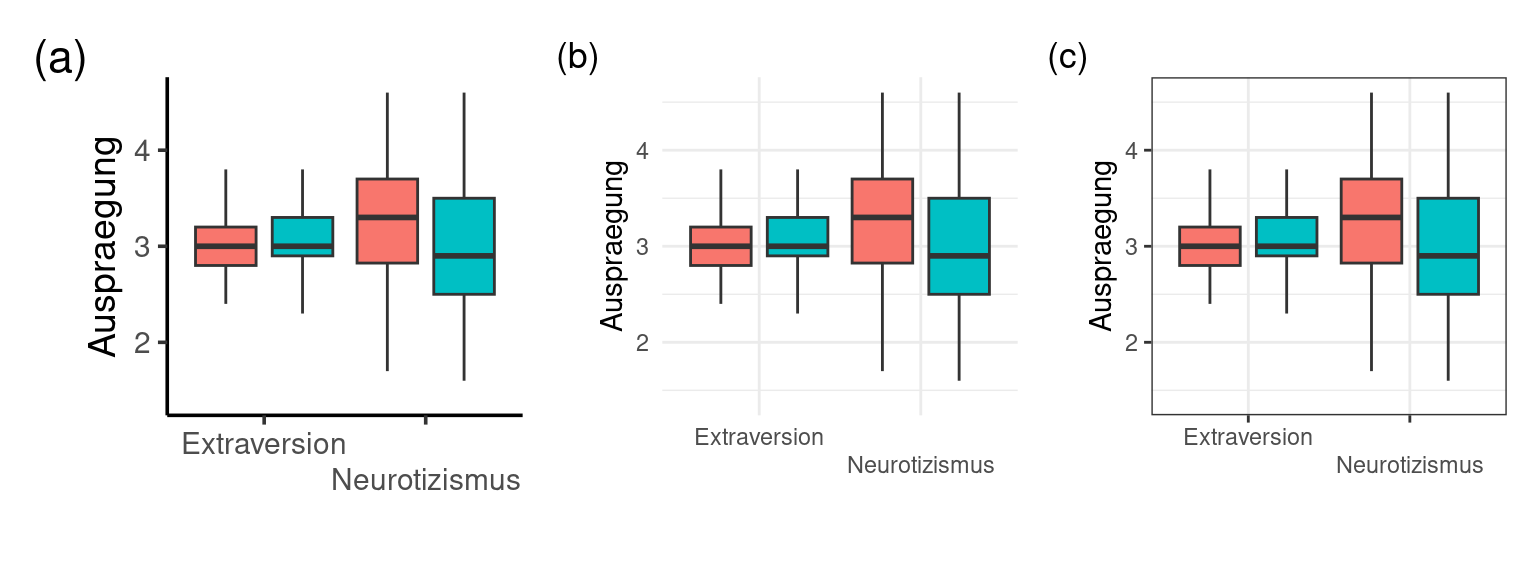 (a)
Auspraegung
4
3
2
Extraversion
Neurotizismus
(b)
Auspraegung
4
3
2
Extraversion
Neurotizismus
(c)
Auspraegung
4
3
2
Extraversion
Neurotizismus